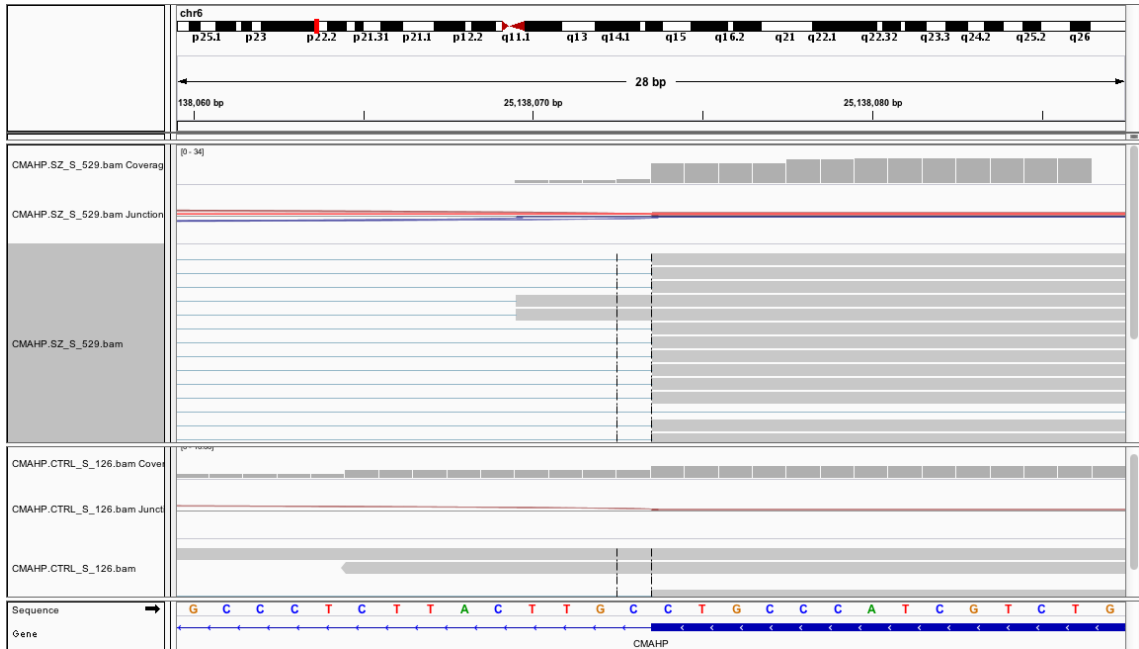 chr6
p25.1 p23 p22.2 p21.31 p21.1 p12.2 q11.1 q13 q14.1 q15 q16.2 q21 q22.1 q22.32 q23.3 q24.2 q25.2 q26
28 bp
138,060 bp 25,138,070 bp 25,138,080 bp
[0 - 34]
CMAHP.SZ_S_529.bam Coverag
CMAHP.SZ_S_529.bam Junction
CMAHP.SZ_S_529.bam
CMAHP.CTRL_S_126.bam Cover
CMAHP.CTRL_S_126.bam Juncti
CMAHP.CTRL_S_126.bam
Sequence G C C C T C T T A C T T G C C T G C C C A T C G T C T G
Gene
CMAHP